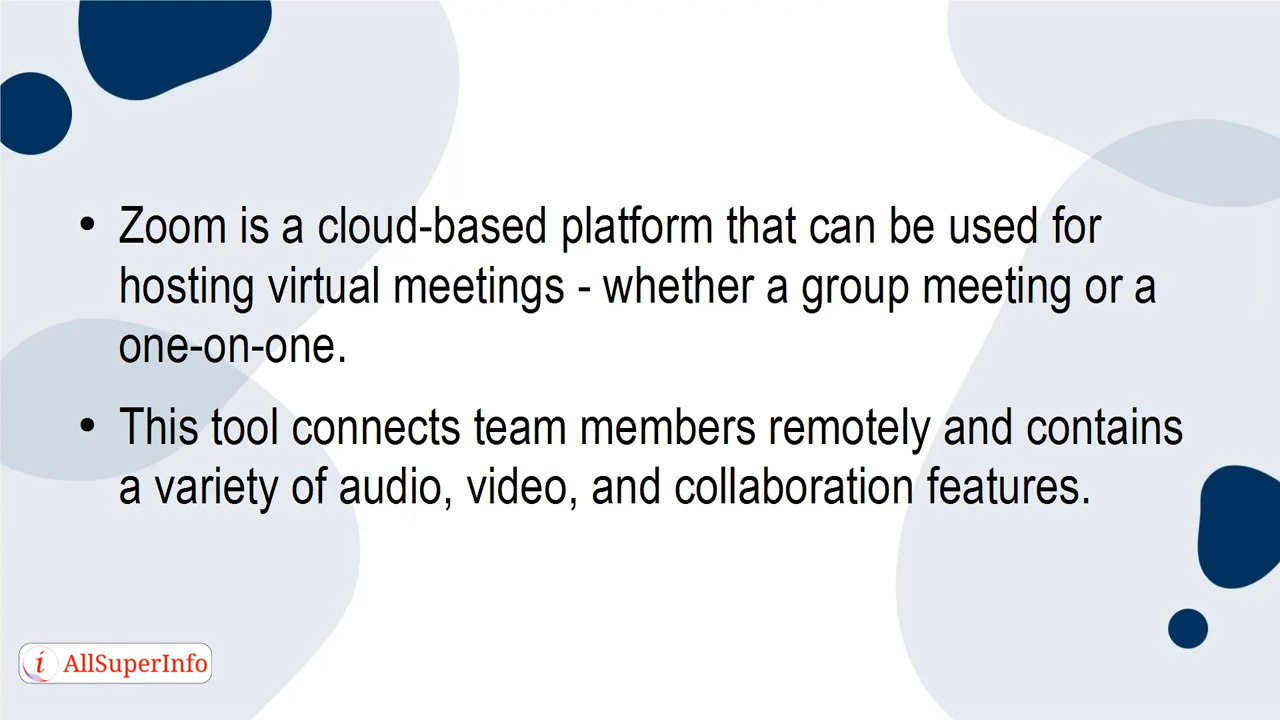 • Zoom is a cloud-based platform that can be used for
hosting virtual meetings - whether a group meeting or a
one-on-one.
• This tool connects team members remotely and contains
a variety of audio, video, and collaboration features.
i AllSuperInfo